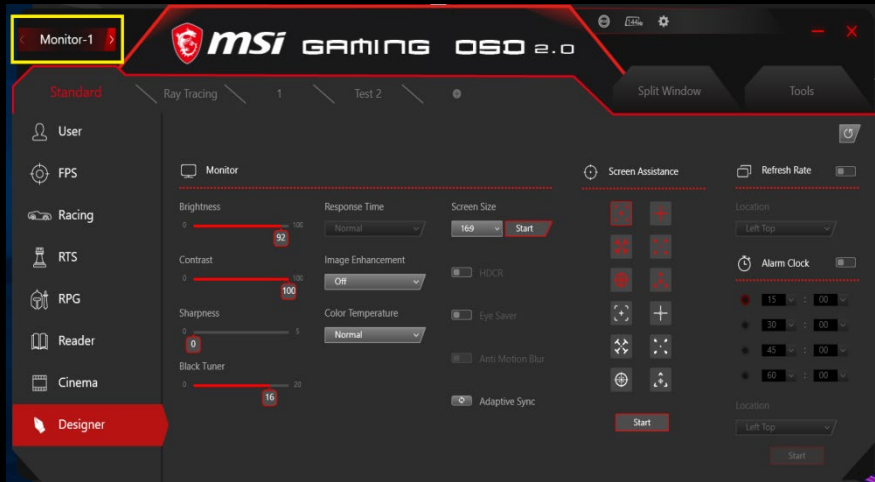 Monitor-1
msi GAMING OSD 2.0
144Hz
Standard
Ray Tracing
1
Test 2
Split Window
Tools
User
FPS
Racing
RTS
RPG
Reader
Cinema
Designer
Monitor
Brightness
0 100
92
Contrast
0 100
100
Sharpness
0 5
0
Black Tuner
0 20
16
Response Time
Normal
Image Enhancement
Off
Color Temperature
Normal
Screen Size
16:9 Start
HDCR
Eye Saver
Anti Motion Blur
Adaptive Sync
Screen Assistance
Start
Refresh Rate
Location
Left Top
Alarm Clock
15 : 00
30 : 00
45 : 00
60 : 00
Location
Left Top
Start